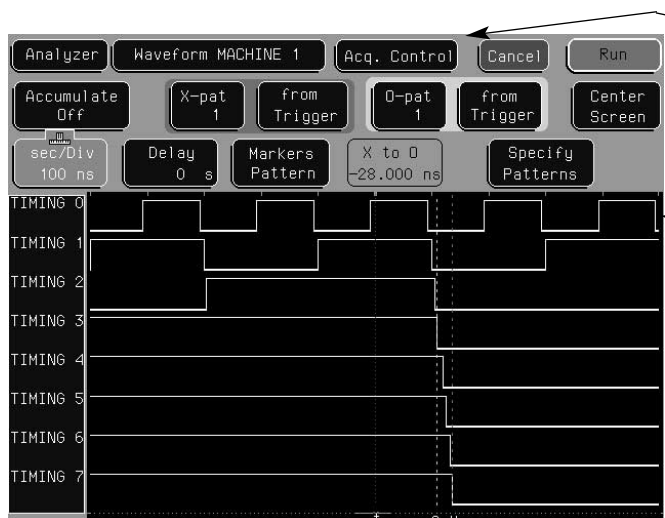 Analyzer Waveform MACHINE 1 Acq. Control Cancel Run
Accumulate Off X-pat 1 from Trigger O-pat 1 from Trigger Center Screen
sec/Div 100 ns Delay 0 s Markers Pattern X to O -28.000 ns Specify Patterns
TIMING 0
TIMING 1
TIMING 2
TIMING 3
TIMING 4
TIMING 5
TIMING 6
TIMING 7